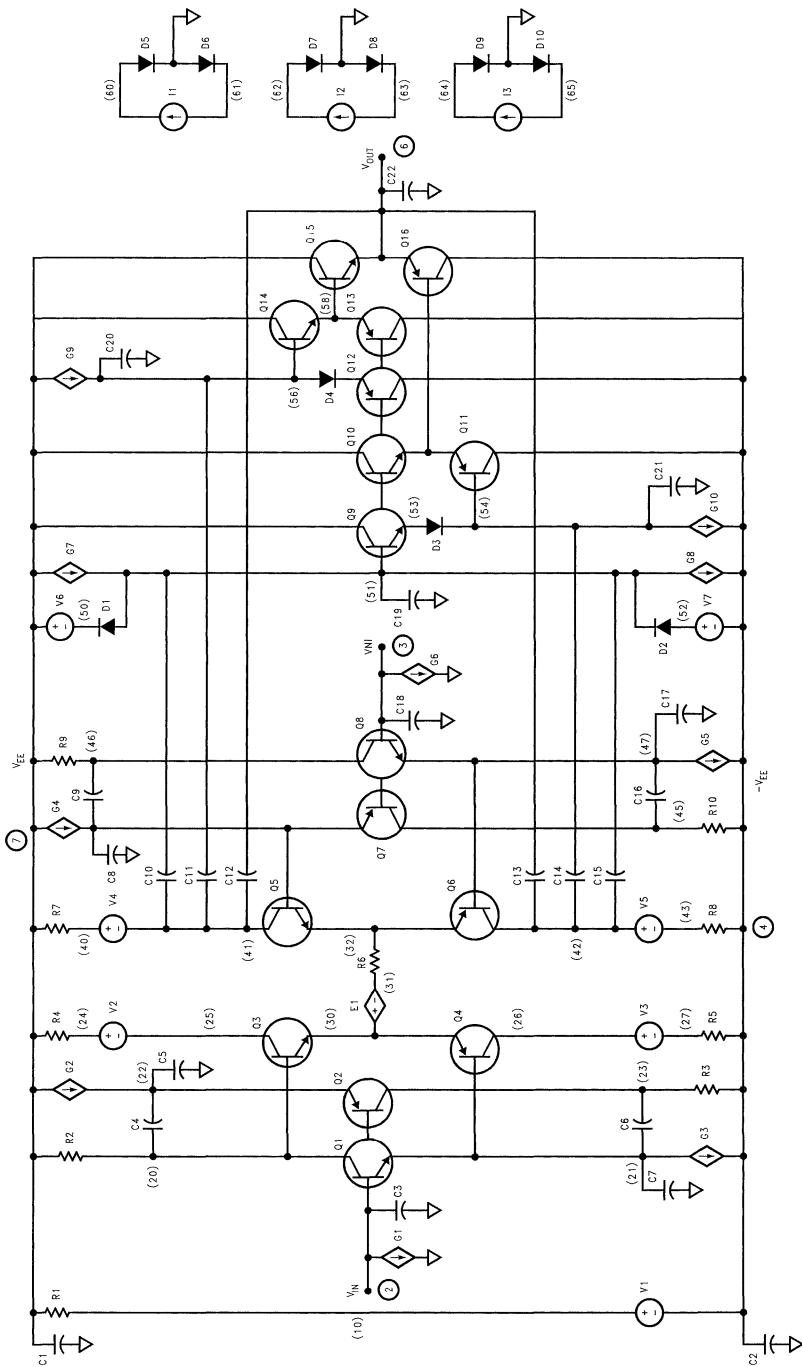 C1
R1
(10)
V1
C2
VIN
2
G1
C3
R2
(20)
Q1
(21)
C7
G3
C4
G2
(22)
C5
Q2
C6
(23)
R3
R4
(24)
V2
(25)
Q3
(30)
E1
(31)
R6
(32)
Q4
(26)
V3
(27)
R5
R7
(40)
V4
(41)
Q5
Q6
(42)
V5
(43)
R8
4
7
G4
C8
C9
R9
(46)
VEE
C10
C11
C12
Q7
Q8
C18
VNI
3
G6
C13
C14
C15
C16
(45)
R10
(47)
C17
G5
-VEE
V6
(50)
D1
G7
(51)
C19
D2
(52)
V7
G8
Q9
(53)
D3
(54)
Q10
Q11
C21
G10
G9
C20
(56)
D4
Q12
Q13
Q14
(58)
Q15
Q16
C22
VOUT
6
(60)
I1
(61)
D5
D6
(62)
I2
(63)
D7
D8
(64)
I3
(65)
D9
D10